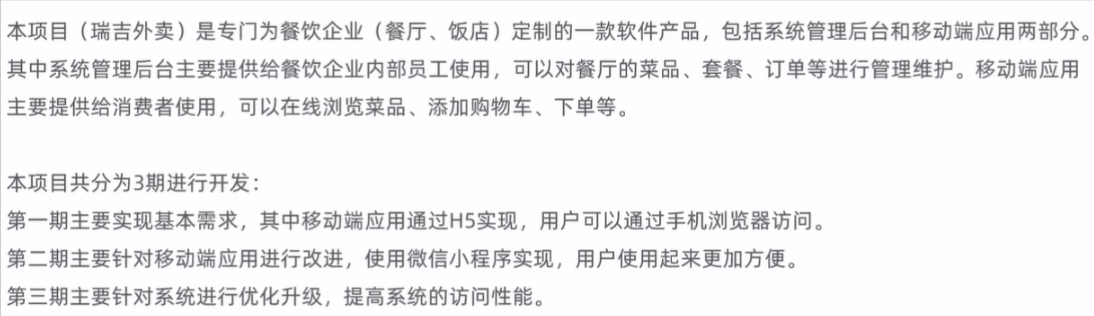 本项目（瑞吉外卖）是专门为餐饮企业（餐厅、饭店）定制的一款软件产品，包括系统管理后台和移动端应用两部分。
其中系统管理后台主要提供给餐饮企业内部员工使用，可以对餐厅的菜品、套餐、订单等进行管理维护。移动端应用
主要提供给消费者使用，可以在线浏览菜品、添加购物车、下单等。
本项目共分为3期进行开发：
第一期主要实现基本需求，其中移动端应用通过H5实现，用户可以通过手机浏览器访问。
第二期主要针对移动端应用进行改进，使用微信小程序实现，用户使用起来更加方便。
第三期主要针对系统进行优化升级，提高系统的访问性能。